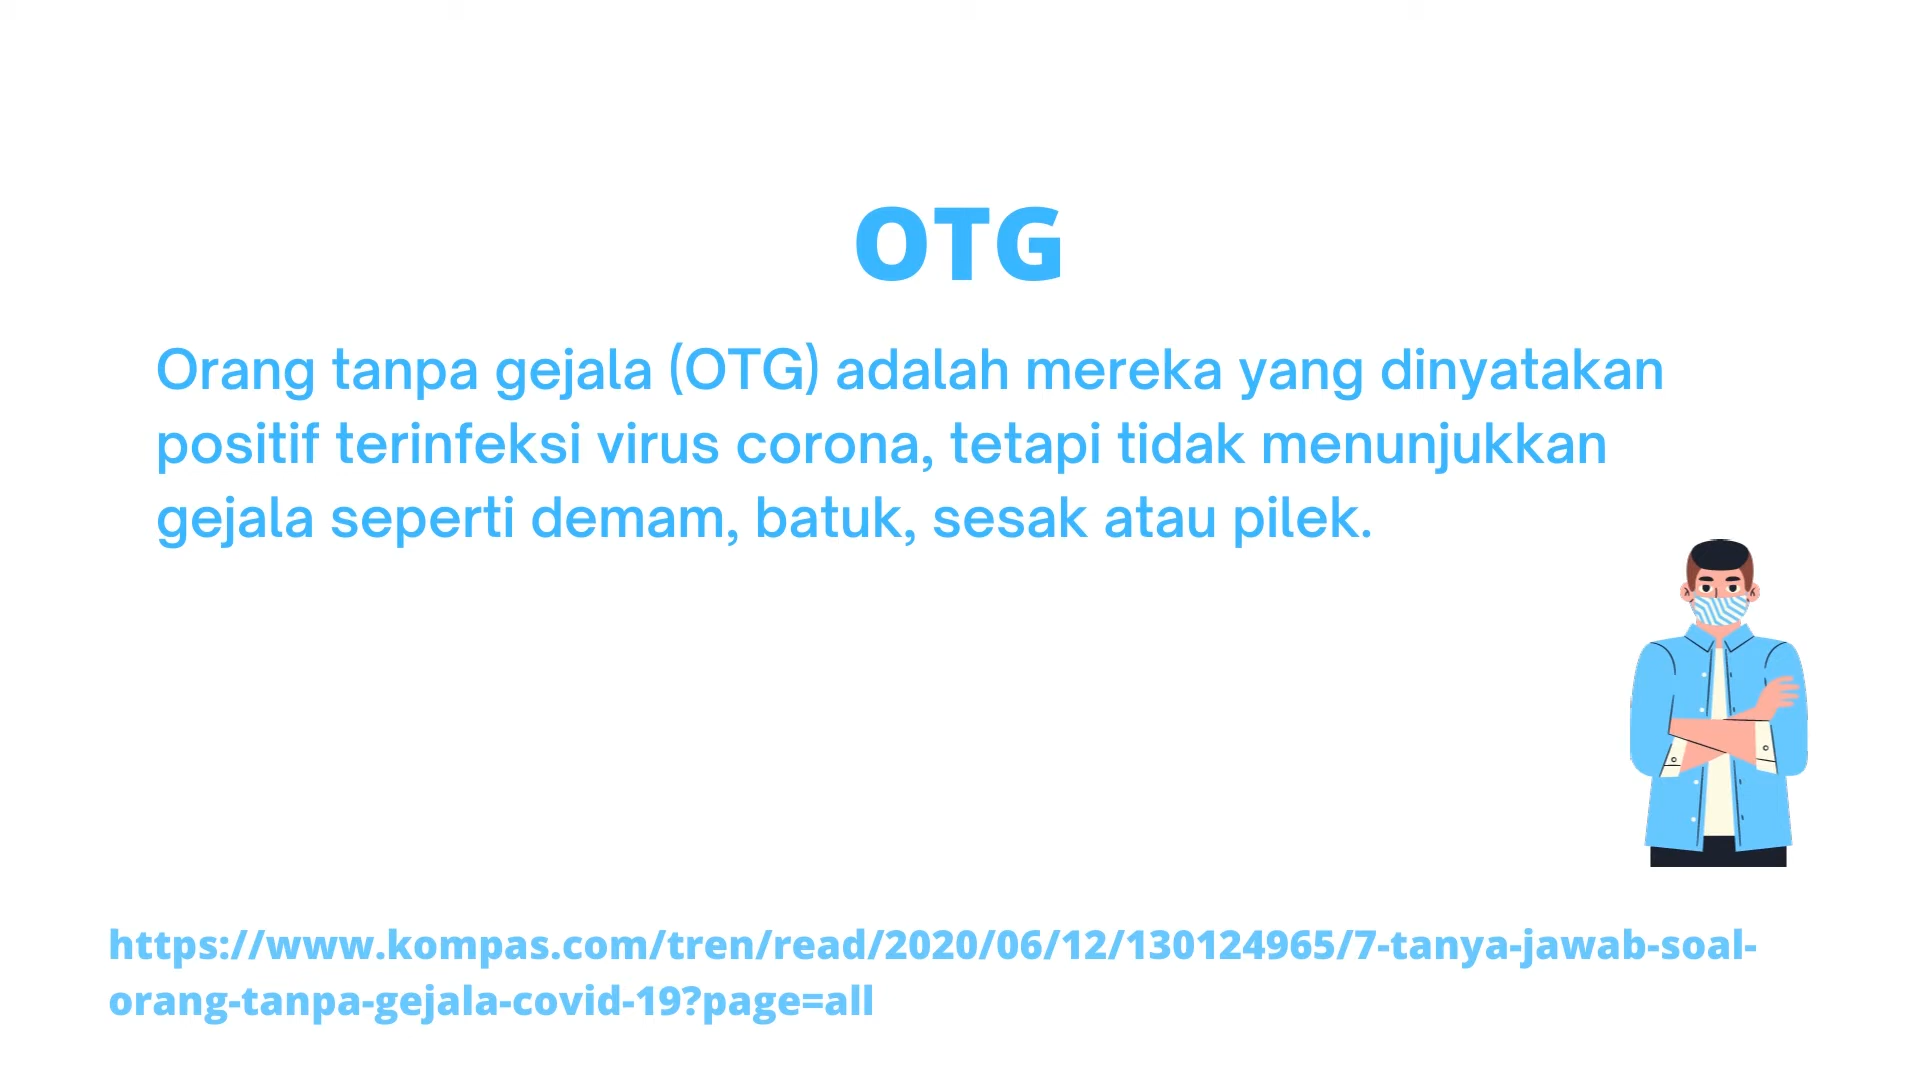 OTG
Orang tanpa gejala (OTG) adalah mereka yang dinyatakan
positif terinfeksi virus corona, tetapi tidak menunjukkan
gejala seperti demam, batuk, sesak atau pilek.
https://www.kompas.com/tren/read/2020/06/12/130124965/7-tanya-jawab-soal-
orang-tanpa-gejala-covid-19?page=all